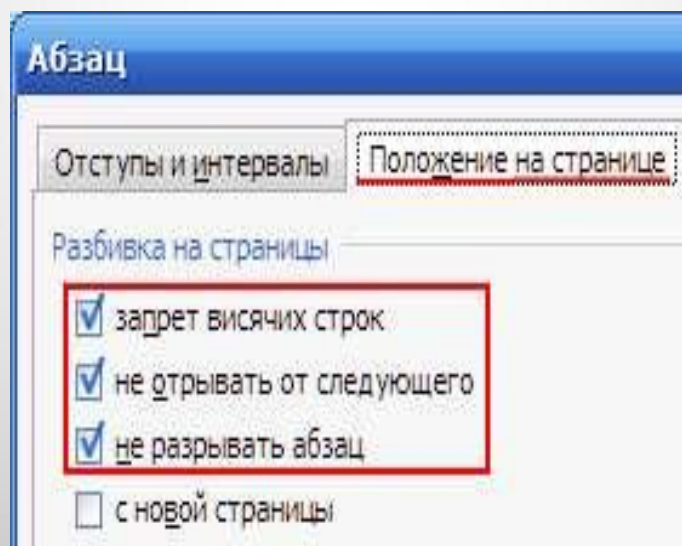 Абзац
Отступы и интервалы
Положение на странице
Разбивка на страницы
запрет висячих строк
не отрывать от следующего
не разрывать абзац
с новой страницы